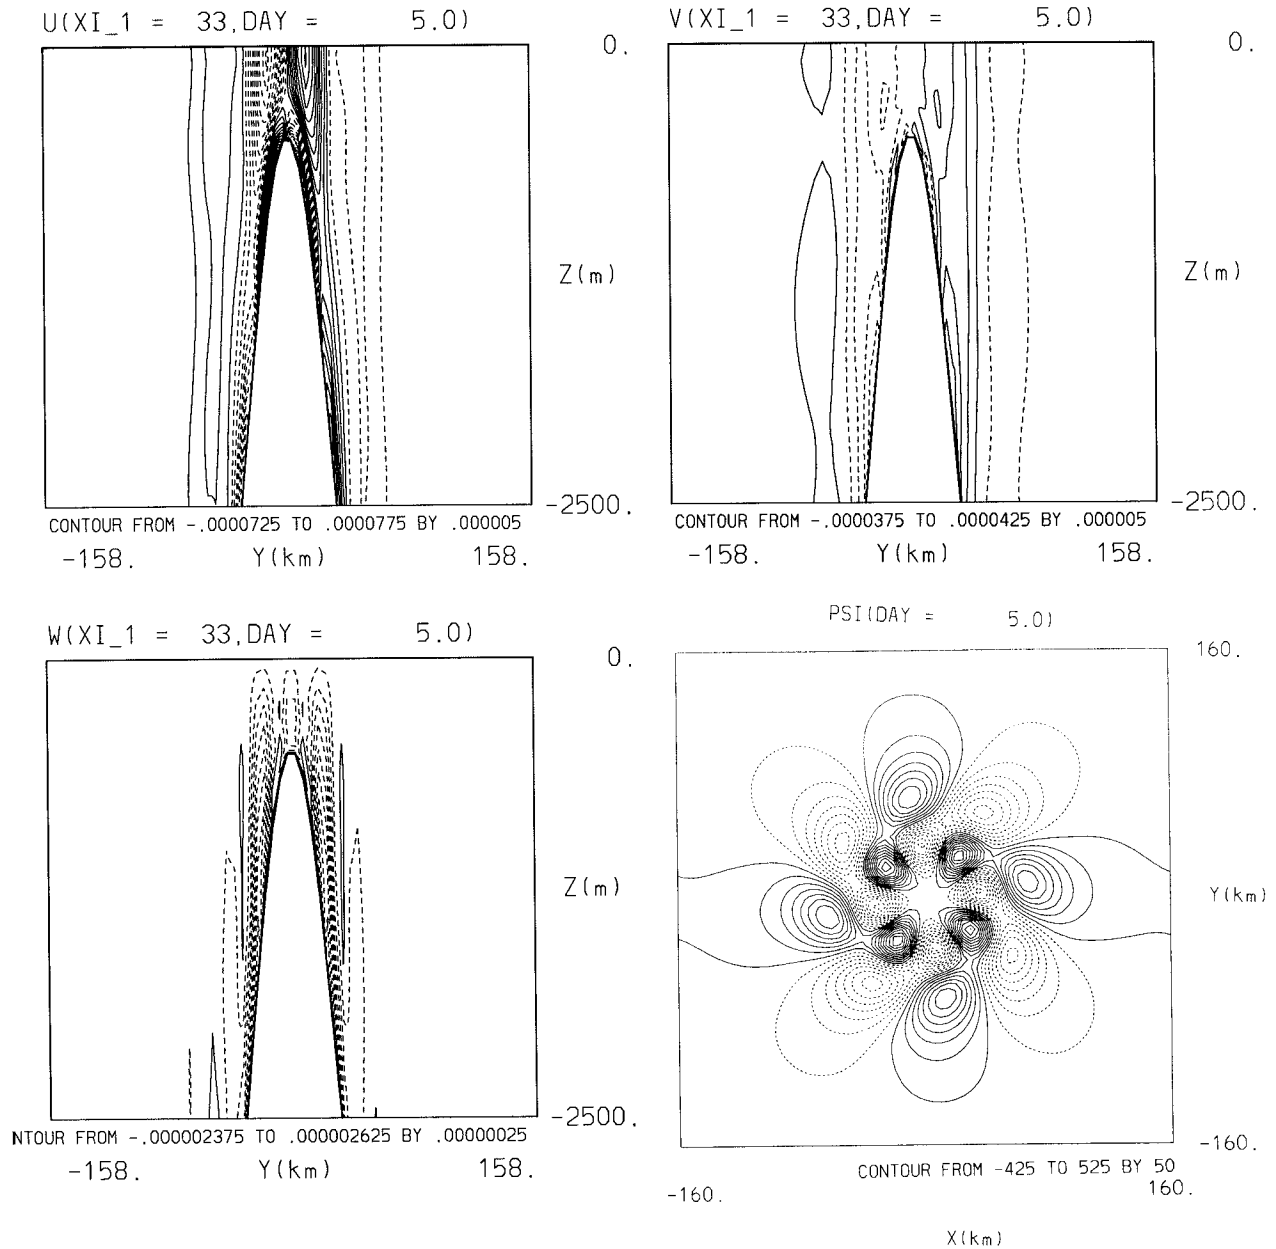 U(XI_1 = 33,DAY = 5.0)
0.
Z(m)
-2500.
CONTOUR FROM -.0000725 TO .0000775 BY .000005
-158. Y(km) 158.
V(XI_1 = 33,DAY = 5.0)
0.
Z(m)
-2500.
CONTOUR FROM -.0000375 TO .0000425 BY .000005
-158. Y(km) 158.
W(XI_1 = 33,DAY = 5.0)
0.
Z(m)
-2500.
NTOUR FROM -.000002375 TO .000002625 BY .00000025
-158. Y(km) 158.
PSI(DAY = 5.0)
160.
Y(km)
-160.
CONTOUR FROM -425 TO 525 BY 50
-160. 160.
X(km)